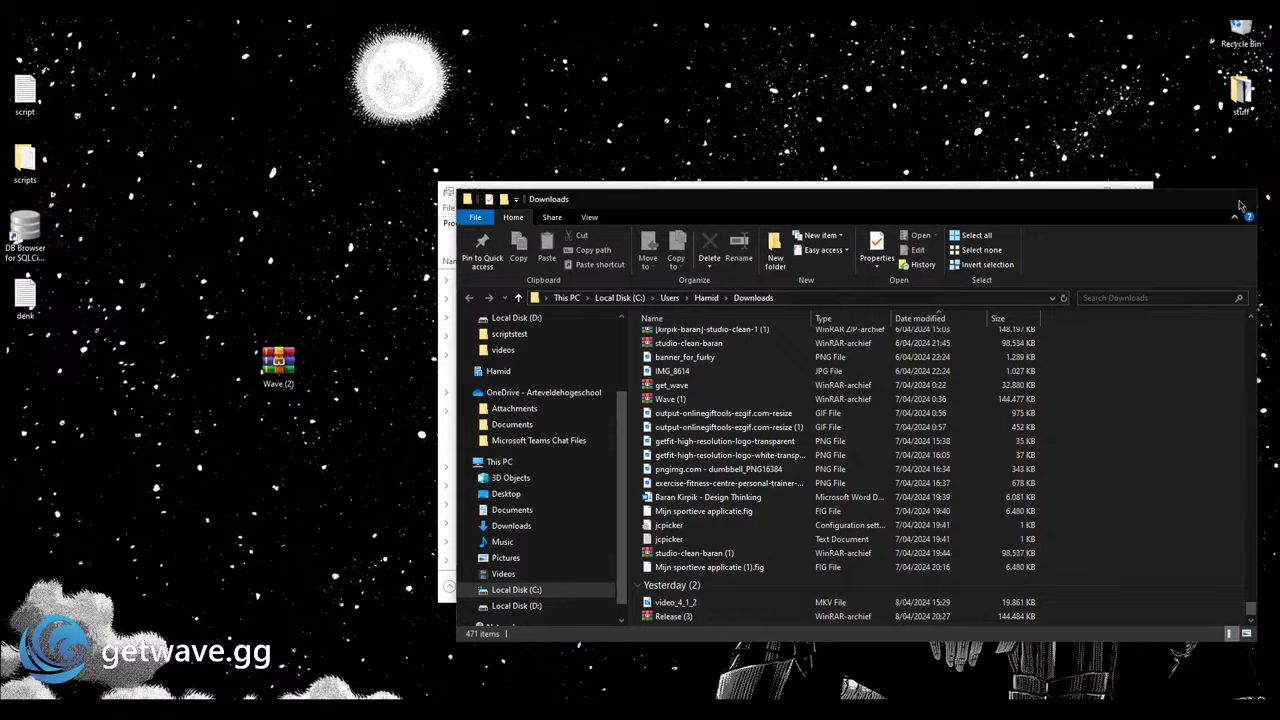 Recycle Bin
script
stuff
scripts
DB Browser
for SQLCi...
denk
Wave (2)
Downloads
File
Home
Share
View
Pin to Quick
access
Copy
Paste
Cut
Copy path
Paste shortcut
Clipboard
Move
to
Copy
to
Delete
Rename
Organize
New
folder
New item
Easy access
New
Properties
Open
Edit
History
Open
Select all
Select none
Invert selection
Select
This PC
Local Disk (C:)
Users
Hamid
Downloads
Search Downloads
Local Disk (D:)
scriptstest
videos
Hamid
OneDrive - Arteveldehogeschool
Attachments
Documents
Microsoft Teams Chat Files
This PC
3D Objects
Desktop
Documents
Downloads
Music
Pictures
Videos
Local Disk (C:)
Local Disk (D:)
Name Type Date modified Size
[kirpik-baran]-studio-clean-1 (1) WinRAR ZIP-archief 6/04/2024 15:03 148.197 KB
studio-clean-baran WinRAR-archief 6/04/2024 21:45 98.534 KB
banner_for_furky PNG File 6/04/2024 22:24 1.289 KB
IMG_8614 JPG File 6/04/2024 22:24 1.027 KB
get_wave WinRAR-archief 7/04/2024 0:22 32.880 KB
Wave (1) WinRAR-archief 7/04/2024 0:36 144.477 KB
output-onlinegiftools-ezgif.com-resize GIF File 7/04/2024 0:56 975 KB
output-onlinegiftools-ezgif.com-resize (1) GIF File 7/04/2024 0:57 452 KB
getfit-high-resolution-logo-transparent PNG File 7/04/2024 15:38 35 KB
getfit-high-resolution-logo-white-transp... PNG File 7/04/2024 16:05 37 KB
pngimg.com - dumbbell_PNG16384 PNG File 7/04/2024 16:34 343 KB
exercise-fitness-centre-personal-trainer-... PNG File 7/04/2024 16:37 678 KB
Baran Kirpik - Design Thinking Microsoft Word D... 7/04/2024 19:39 6.081 KB
Mijn sportieve applicatie.fig FIG File 7/04/2024 19:40 6.480 KB
jcpicker Configuration sett... 7/04/2024 19:41 1 KB
jcpicker Text Document 7/04/2024 19:41 1 KB
studio-clean-baran (1) WinRAR-archief 7/04/2024 19:44 98.537 KB
Mijn sportieve applicatie (1).fig FIG File 7/04/2024 20:16 6.480 KB
Yesterday (2)
video_4_1_2 MKV File 8/04/2024 15:29 19.861 KB
Release (3) WinRAR-archief 8/04/2024 20:27 144.484 KB
471 items
getwave.gg